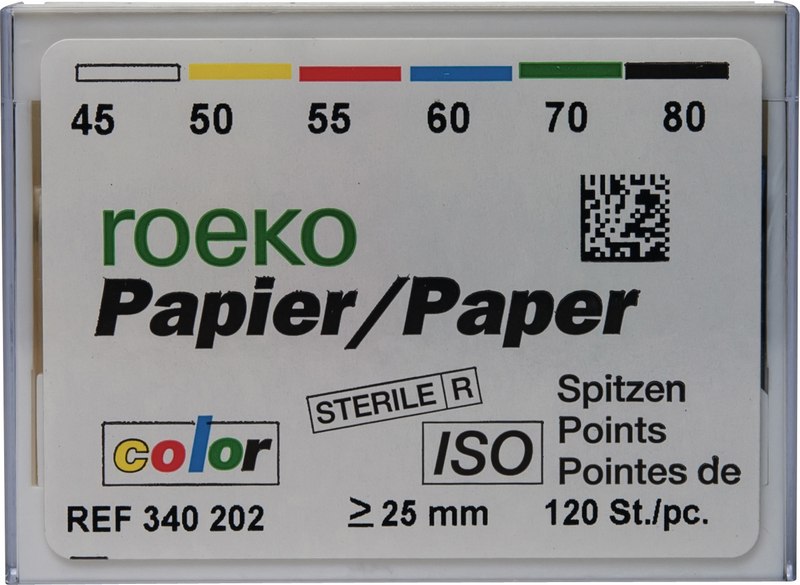 45 50 55 60 70 80
roeko
Papier/Paper
STERILE R
Spitzen
Points
Pointes de
color
ISO
REF 340 202
≥ 25 mm
120 St./pc.